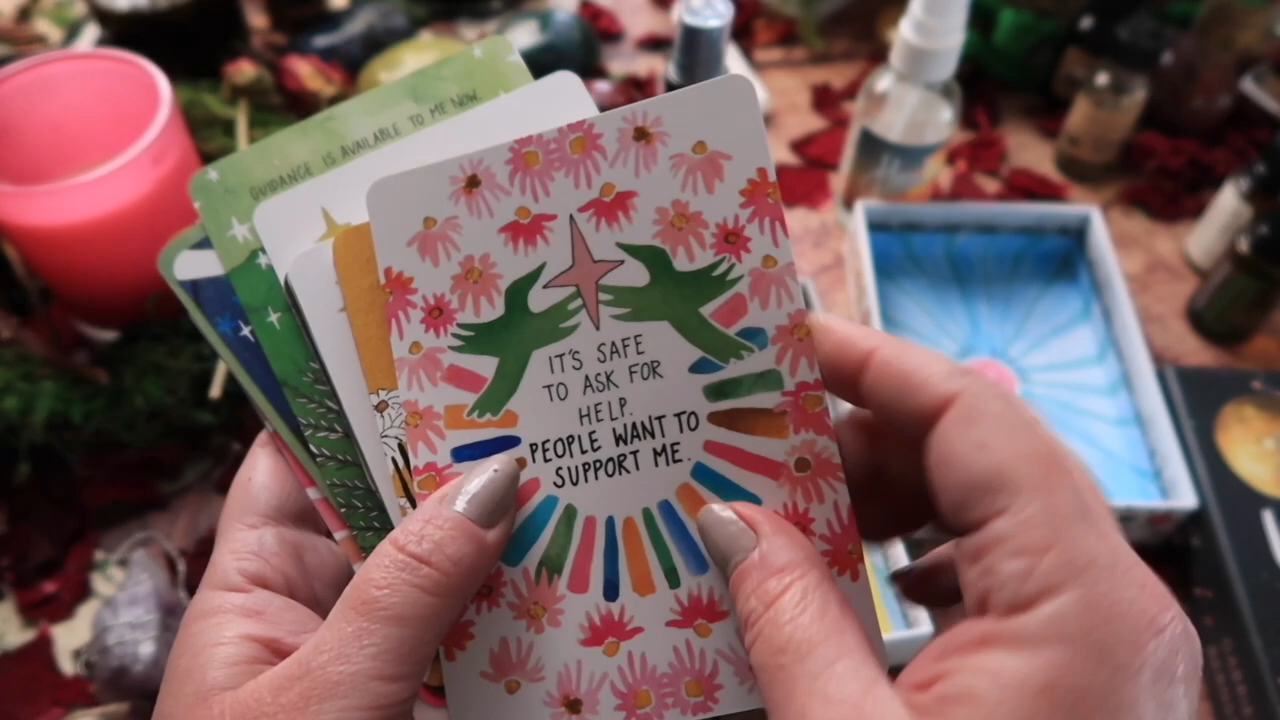 GUIDANCE IS AVAILABLE TO ME NOW.
IT'S SAFE
TO ASK FOR
HELP.
PEOPLE WANT TO
SUPPORT ME.